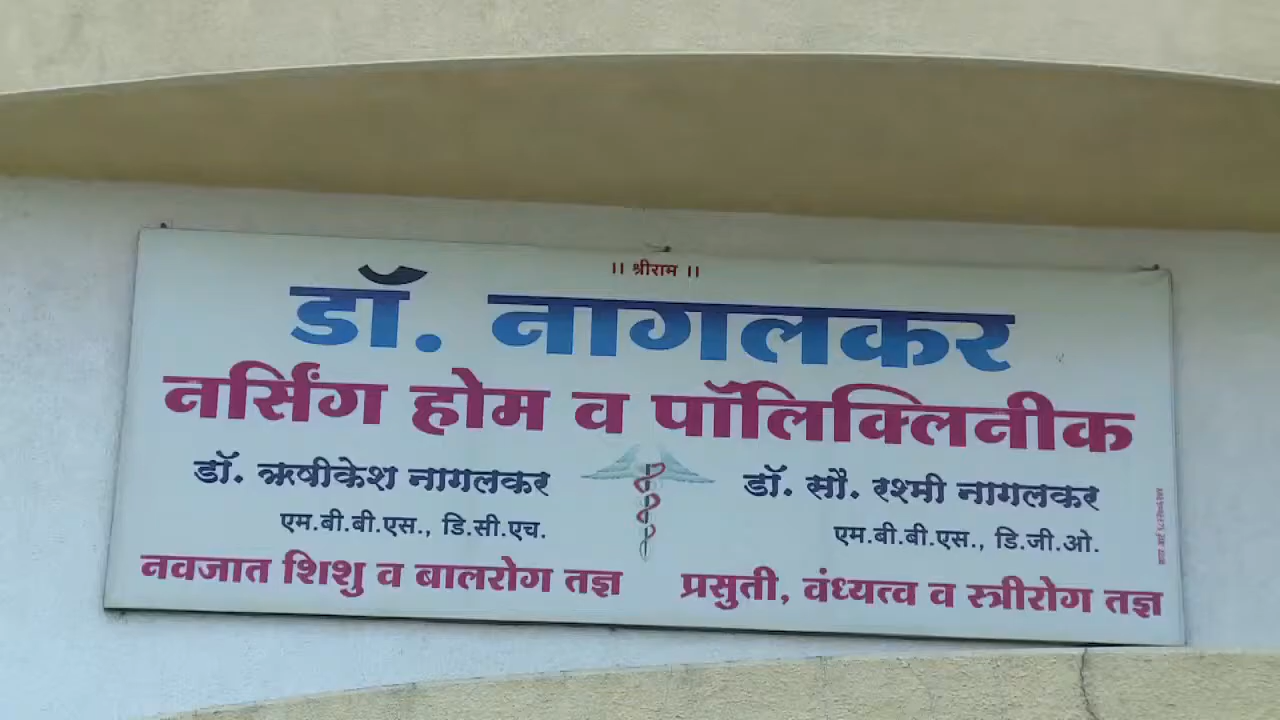 ।। श्रीराम ।।
डॉ. नागलकर
नर्सिंग होम व पॉलिक्लिनीक
डॉ. ऋषीकेश नागलकर
एम.बी.बी.एस., डि.सी.एच.
नवजात शिशु व बालरोग तज्ञ
डॉ. सौ. रश्मी नागलकर
एम.बी.बी.एस., डि.जी.ओ.
प्रसुती, वंध्यत्व व स्त्रीरोग तज्ञ